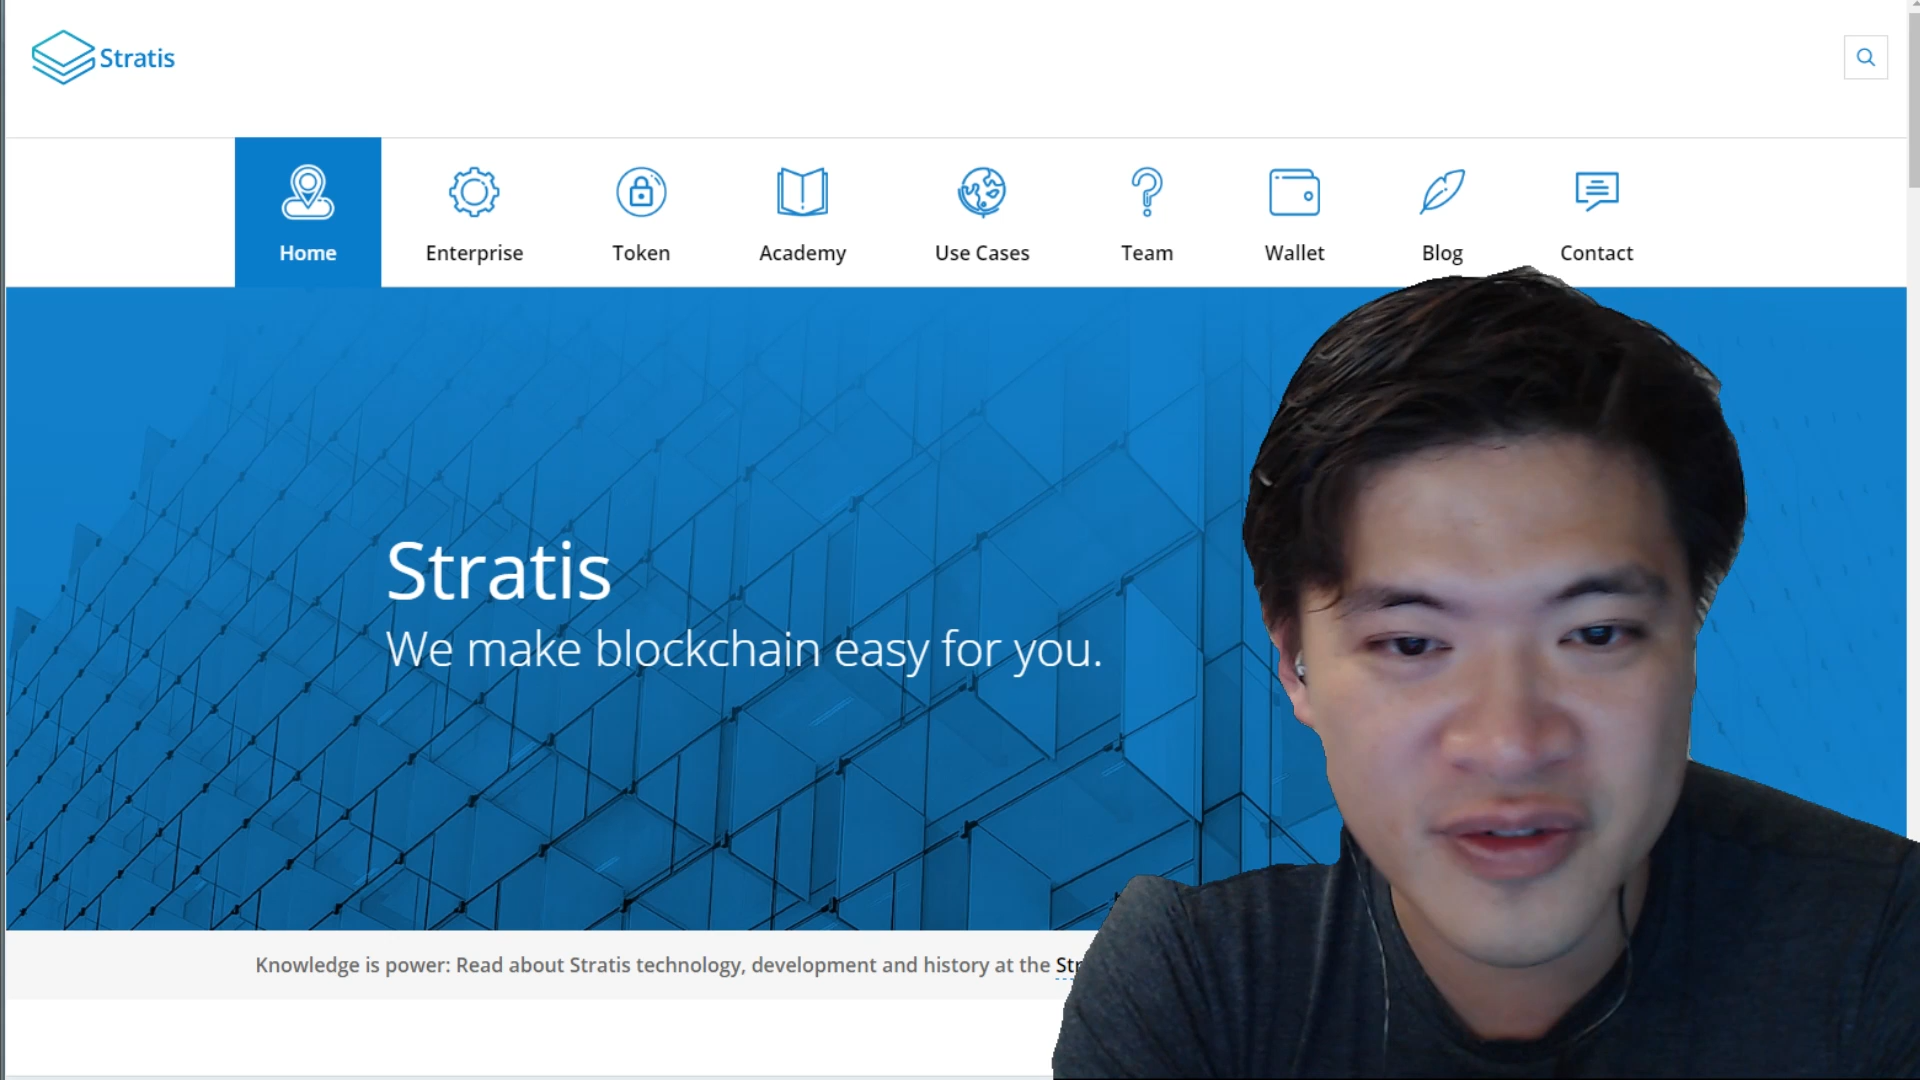 Stratis
Home
Enterprise
Token
Academy
Use Cases
Team
Wallet
Blog
Contact
Stratis
We make blockchain easy for you.
Knowledge is power: Read about Stratis technology, development and history at the